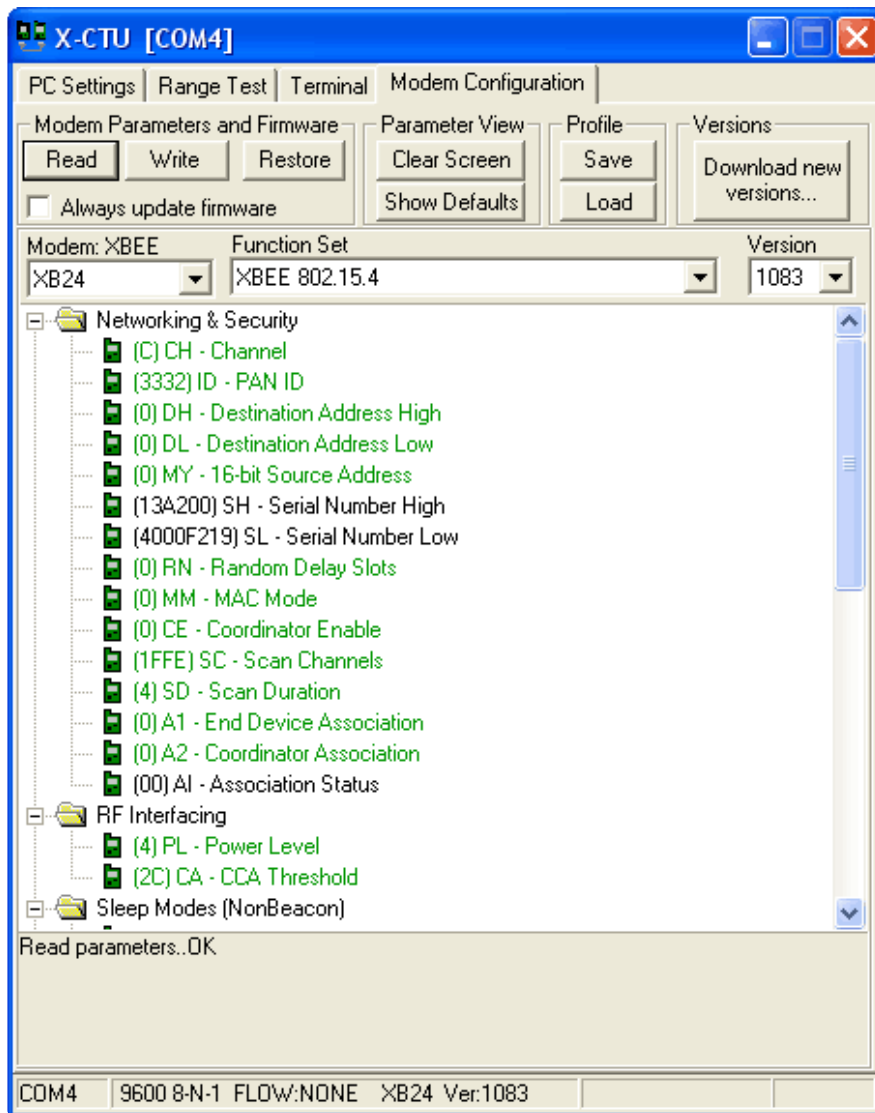 X-CTU [COM4]
PC Settings Range Test Terminal Modem Configuration
Modem Parameters and Firmware Parameter View Profile Versions
Read Write Restore Clear Screen Save Download new versions...
Always update firmware Show Defaults Load
Modem: XBEE Function Set Version
XB24 XBEE 802.15.4 1083
Networking & Security
(C) CH - Channel
(3332) ID - PAN ID
(0) DH - Destination Address High
(0) DL - Destination Address Low
(0) MY - 16-bit Source Address
(13A200) SH - Serial Number High
(4000F219) SL - Serial Number Low
(0) RN - Random Delay Slots
(0) MM - MAC Mode
(0) CE - Coordinator Enable
(1FFE) SC - Scan Channels
(4) SD - Scan Duration
(0) A1 - End Device Association
(0) A2 - Coordinator Association
(00) AI - Association Status
RF Interfacing
(4) PL - Power Level
(2C) CA - CCA Threshold
Sleep Modes (NonBeacon)
Read parameters..OK
COM4 9600 8-N-1 FLOW:NONE XB24 Ver:1083